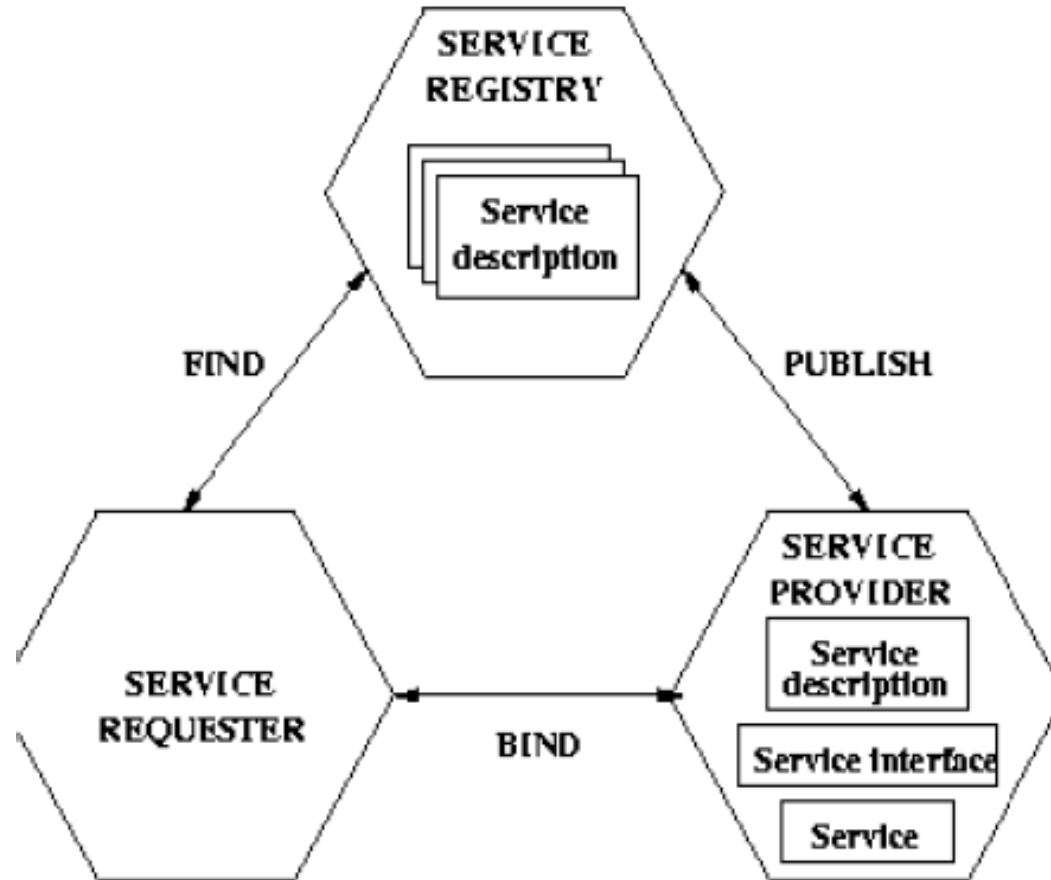 SERVICE
REGISTRY
Service
description
FIND
PUBLISH
SERVICE
REQUESTER
BIND
SERVICE
PROVIDER
Service
description
Service interface
Service